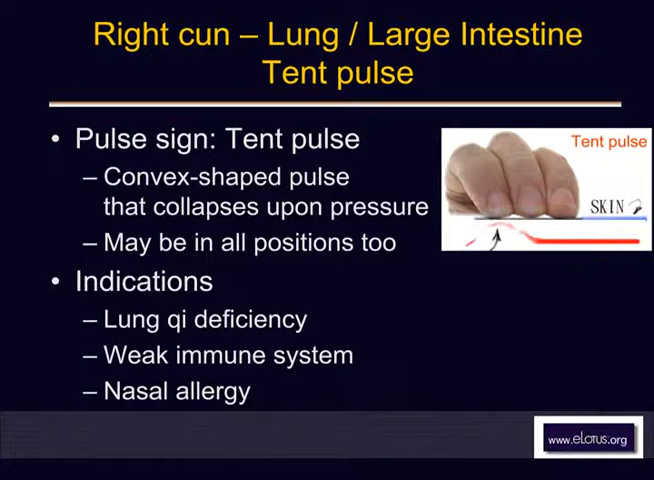 Right cun – Lung / Large Intestine
Tent pulse
• Pulse sign: Tent pulse
– Convex-shaped pulse
that collapses upon pressure
– May be in all positions too
• Indications
– Lung qi deficiency
– Weak immune system
– Nasal allergy
Tent pulse
SKIN
www.eLotus.org